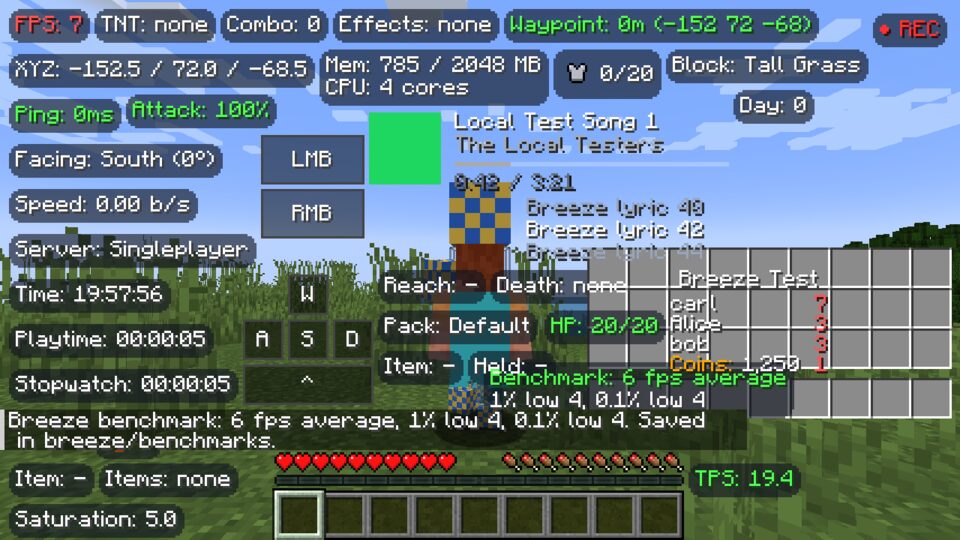 FPS: 7 TNT: none Combo: 0 Effects: none Waypoint: 0m (-152 72 -68) • REC
XYZ: -152.5 / 72.0 / -68.5 Mem: 785 / 2048 MB 0/20 Block: Tall Grass
CPU: 4 cores
Ping: 0ms Attack: 100% Day: 0
Local Test Song 1
The Local Testers
Facing: South (0°) LMB
0:42 / 3:21
Speed: 0.00 b/s RMB
Breeze lyric 40
Breeze lyric 42
Breeze lyric 44
Server: Singleplayer
Breeze Test
Time: 19:57:56 W Reach: - Death: none
carl 7
Alice 3
Pack: Default HP: 20/20
bob 3
Playtime: 00:00:05 A S D
Coins: 1,250 1
Item: - Held: -
Benchmark: 6 fps average
1% low 4, 0.1% low 4
Stopwatch: 00:00:05 ^
Breeze benchmark: 6 fps average, 1% low 4, 0.1% low 4. Saved
in breeze/benchmarks.
Item: - Items: none TPS: 19.4
Saturation: 5.0